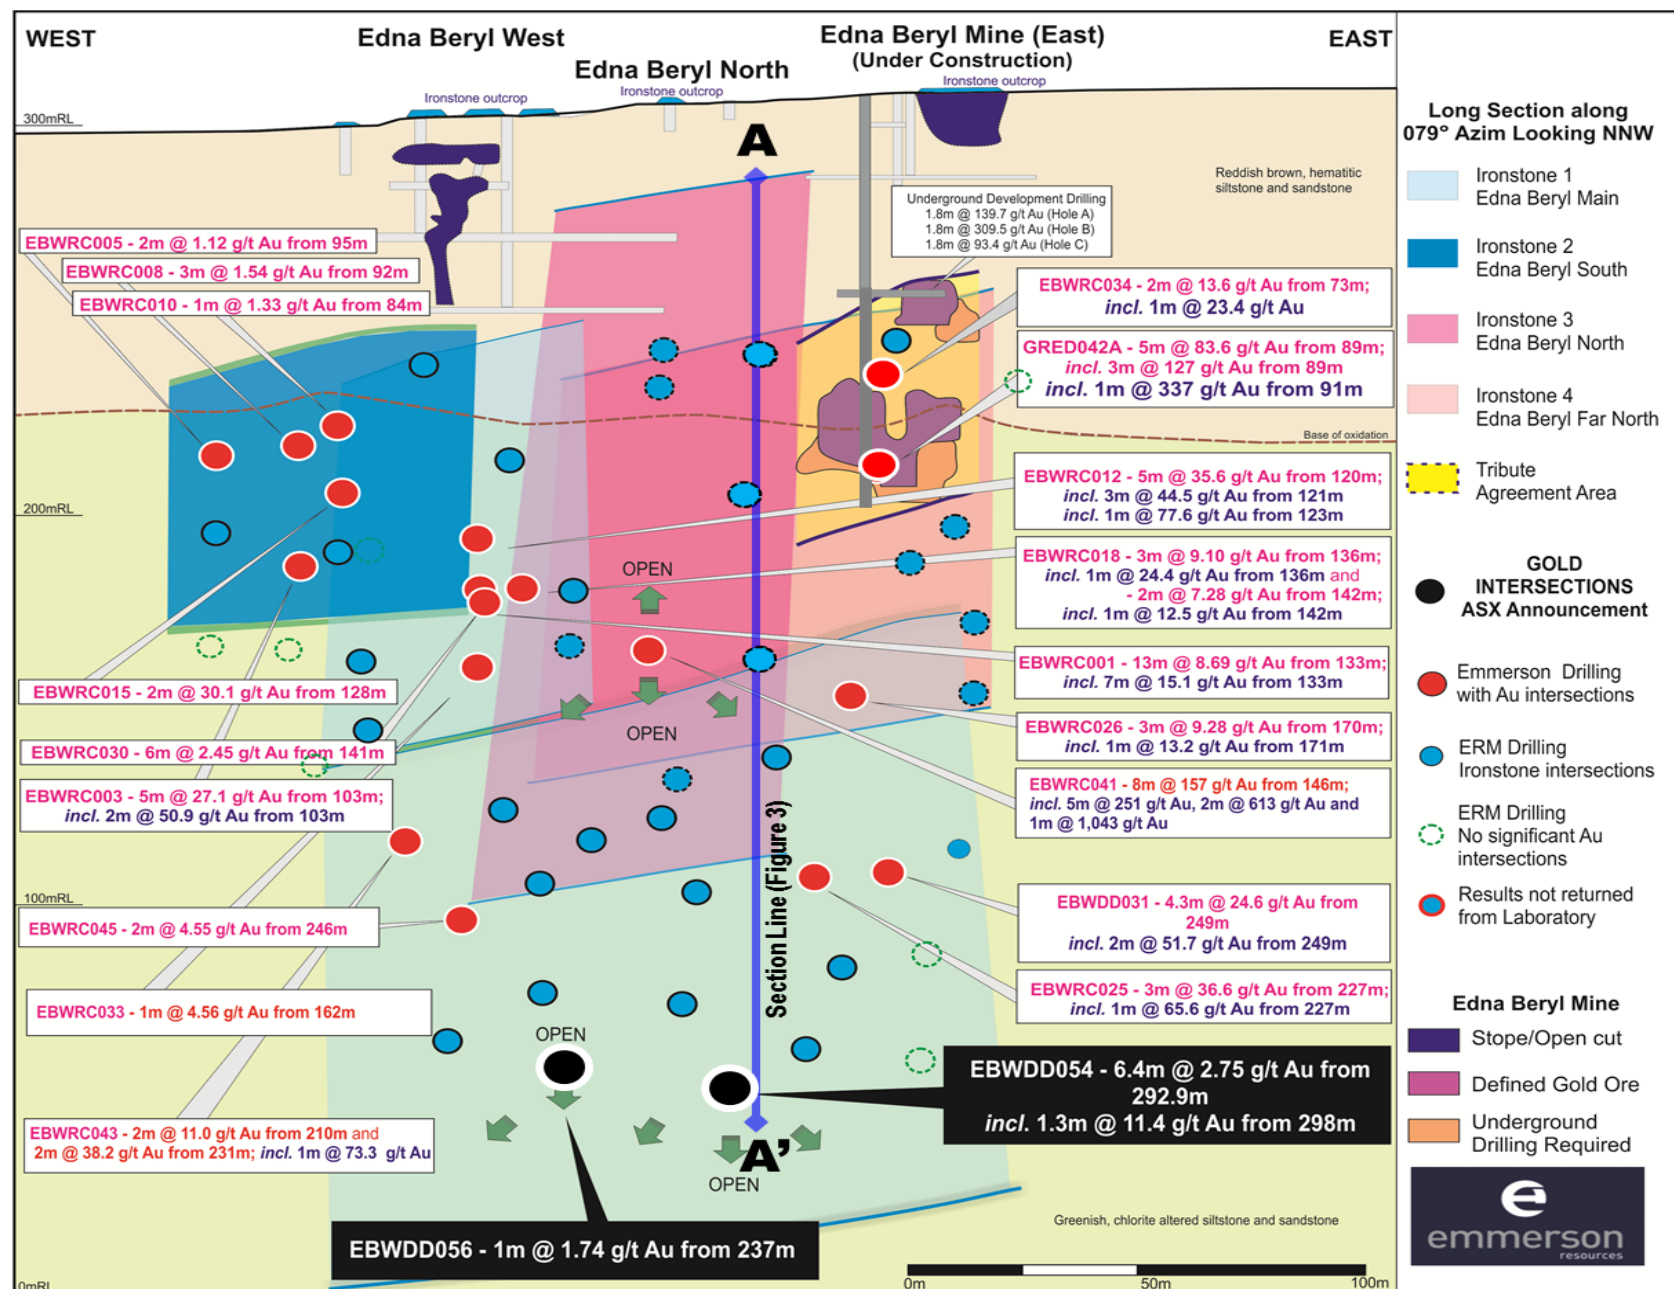 WEST
Edna Beryl West
Edna Beryl North
Edna Beryl Mine (East)
(Under Construction)
EAST
Ironstone outcrop
Ironstone outcrop
Ironstone outcrop
300mRL
A
Reddish brown, hematitic
siltstone and sandstone
Underground Development Drilling
1.8m @ 139.7 g/t Au (Hole A)
1.8m @ 309.5 g/t Au (Hole B)
1.8m @ 93.4 g/t Au (Hole C)
EBWRC005 - 2m @ 1.12 g/t Au from 95m
EBWRC008 - 3m @ 1.54 g/t Au from 92m
EBWRC010 - 1m @ 1.33 g/t Au from 84m
EBWRC034 - 2m @ 13.6 g/t Au from 73m;
incl. 1m @ 23.4 g/t Au
GRED042A - 5m @ 83.6 g/t Au from 89m;
incl. 3m @ 127 g/t Au from 89m
incl. 1m @ 337 g/t Au from 91m
Base of oxidation
200mRL
EBWRC012 - 5m @ 35.6 g/t Au from 120m;
incl. 3m @ 44.5 g/t Au from 121m
incl. 1m @ 77.6 g/t Au from 123m
EBWRC018 - 3m @ 9.10 g/t Au from 136m;
incl. 1m @ 24.4 g/t Au from 136m and
- 2m @ 7.28 g/t Au from 142m;
incl. 1m @ 12.5 g/t Au from 142m
OPEN
EBWRC001 - 13m @ 8.69 g/t Au from 133m;
incl. 7m @ 15.1 g/t Au from 133m
EBWRC015 - 2m @ 30.1 g/t Au from 128m
OPEN
EBWRC026 - 3m @ 9.28 g/t Au from 170m;
incl. 1m @ 13.2 g/t Au from 171m
EBWRC030 - 6m @ 2.45 g/t Au from 141m
EBWRC003 - 5m @ 27.1 g/t Au from 103m;
incl. 2m @ 50.9 g/t Au from 103m
EBWRC041 - 8m @ 157 g/t Au from 146m;
incl. 5m @ 251 g/t Au, 2m @ 613 g/t Au and
1m @ 1,043 g/t Au
Section Line (Figure 3)
100mRL
EBWRC045 - 2m @ 4.55 g/t Au from 246m
EBWDD031 - 4.3m @ 24.6 g/t Au from
249m
incl. 2m @ 51.7 g/t Au from 249m
EBWRC025 - 3m @ 36.6 g/t Au from 227m;
incl. 1m @ 65.6 g/t Au from 227m
EBWRC033 - 1m @ 4.56 g/t Au from 162m
OPEN
EBWDD054 - 6.4m @ 2.75 g/t Au from
292.9m
incl. 1.3m @ 11.4 g/t Au from 298m
EBWRC043 - 2m @ 11.0 g/t Au from 210m and
2m @ 38.2 g/t Au from 231m; incl. 1m @ 73.3 g/t Au
A'
OPEN
Greenish, chlorite altered siltstone and sandstone
EBWDD056 - 1m @ 1.74 g/t Au from 237m
0mRL
0m
50m
100m
Long Section along
079° Azim Looking NNW
Ironstone 1
Edna Beryl Main
Ironstone 2
Edna Beryl South
Ironstone 3
Edna Beryl North
Ironstone 4
Edna Beryl Far North
Tribute
Agreement Area
GOLD
INTERSECTIONS
ASX Announcement
Emmerson Drilling
with Au intersections
ERM Drilling
Ironstone intersections
ERM Drilling
No significant Au
intersections
Results not returned
from Laboratory
Edna Beryl Mine
Stope/Open cut
Defined Gold Ore
Underground
Drilling Required
emmerson
resources